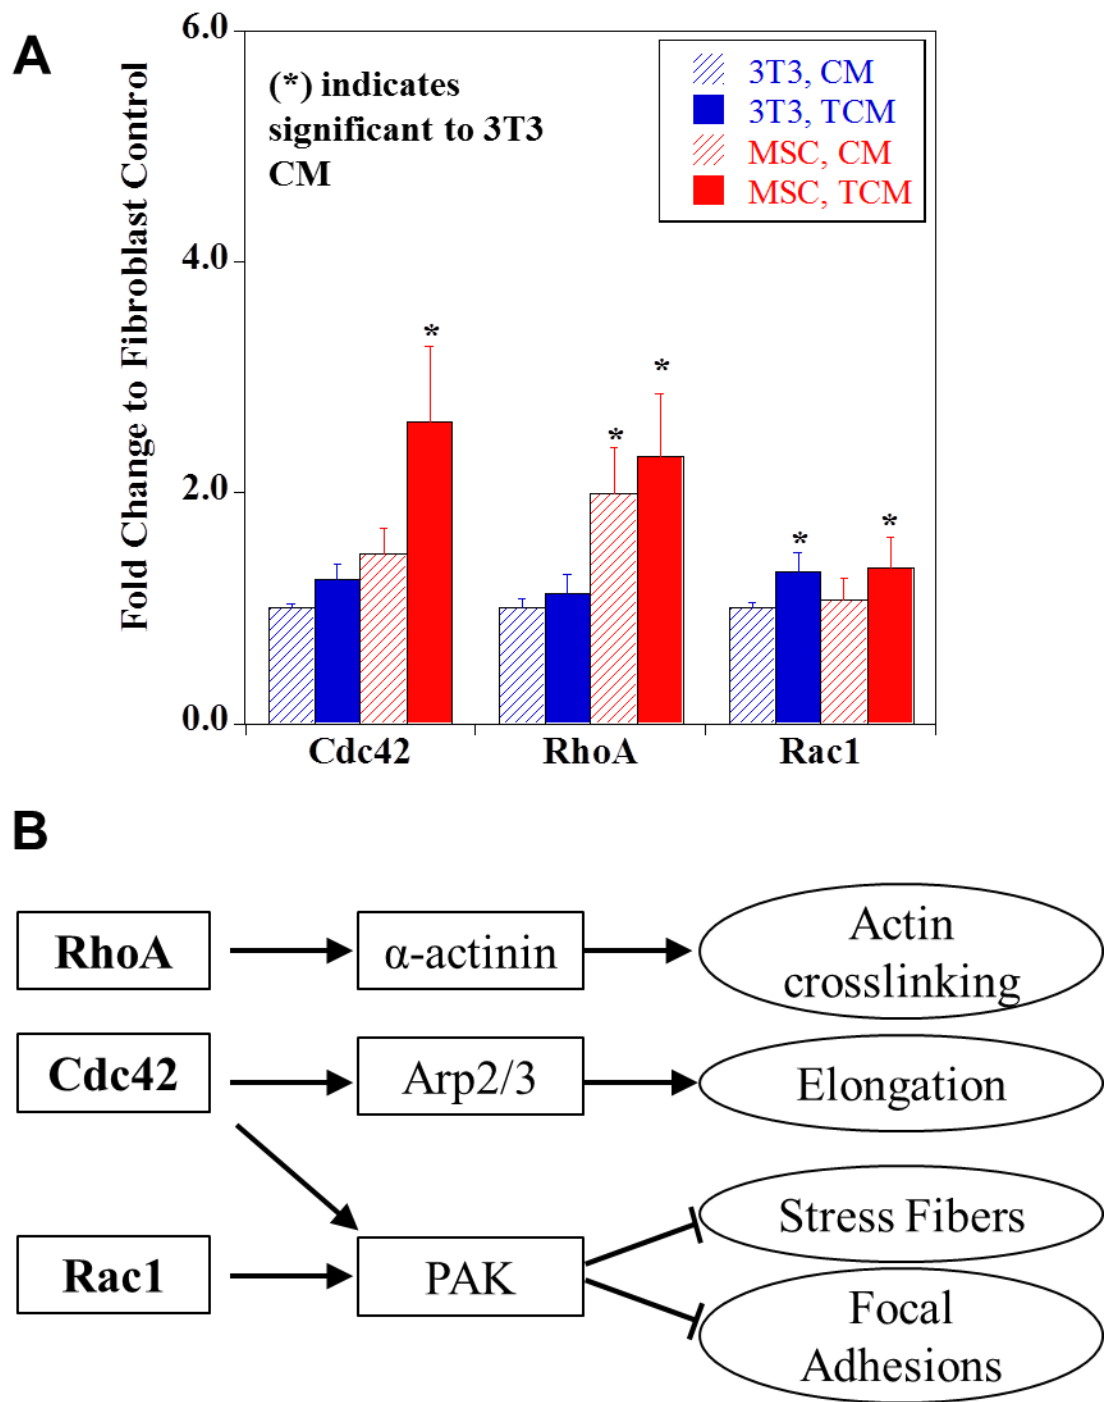 A
6.0
4.0
2.0
0.0
Fold Change to Fibroblast Control
(*) indicates
significant to 3T3
CM
3T3, CM
3T3, TCM
MSC, CM
MSC, TCM
*
*
*
*
*
Cdc42
RhoA
Rac1
B
RhoA
α-actinin
Actin
crosslinking
Cdc42
Arp2/3
Elongation
Rac1
PAK
Stress Fibers
Focal
Adhesions